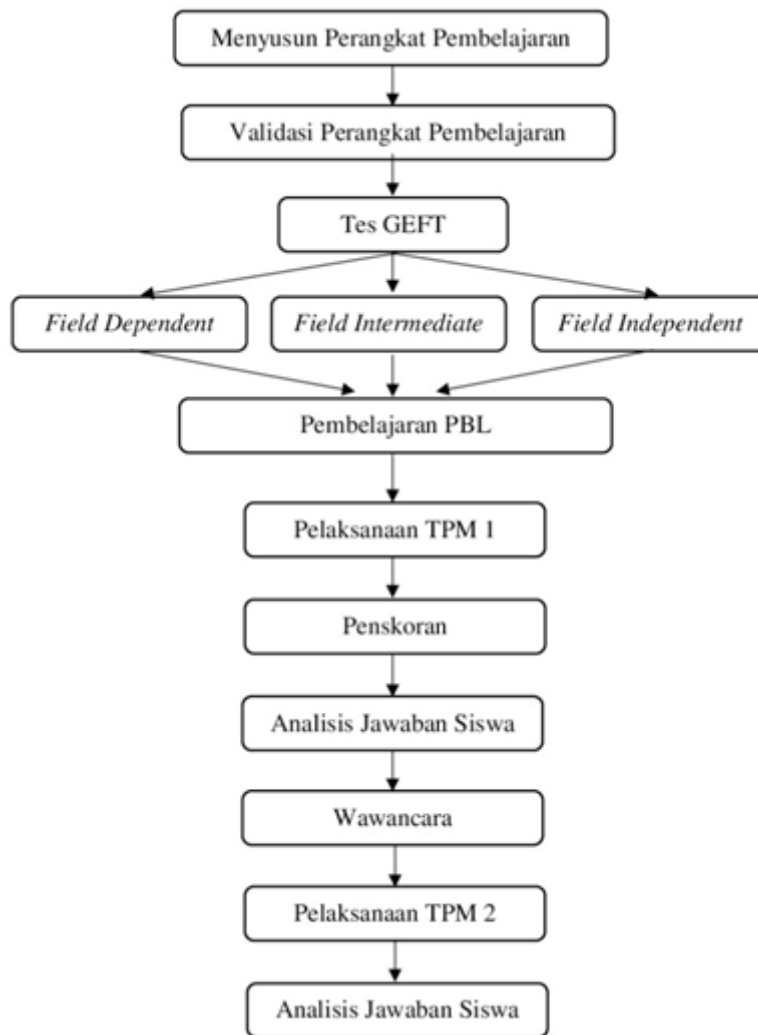 Menyusun Perangkat Pembelajaran
Validasi Perangkat Pembelajaran
Tes GEFT
Field Dependent
Field Intermediate
Field Independent
Pembelajaran PBL
Pelaksanaan TPM 1
Penskoran
Analisis Jawaban Siswa
Wawancara
Pelaksanaan TPM 2
Analisis Jawaban Siswa